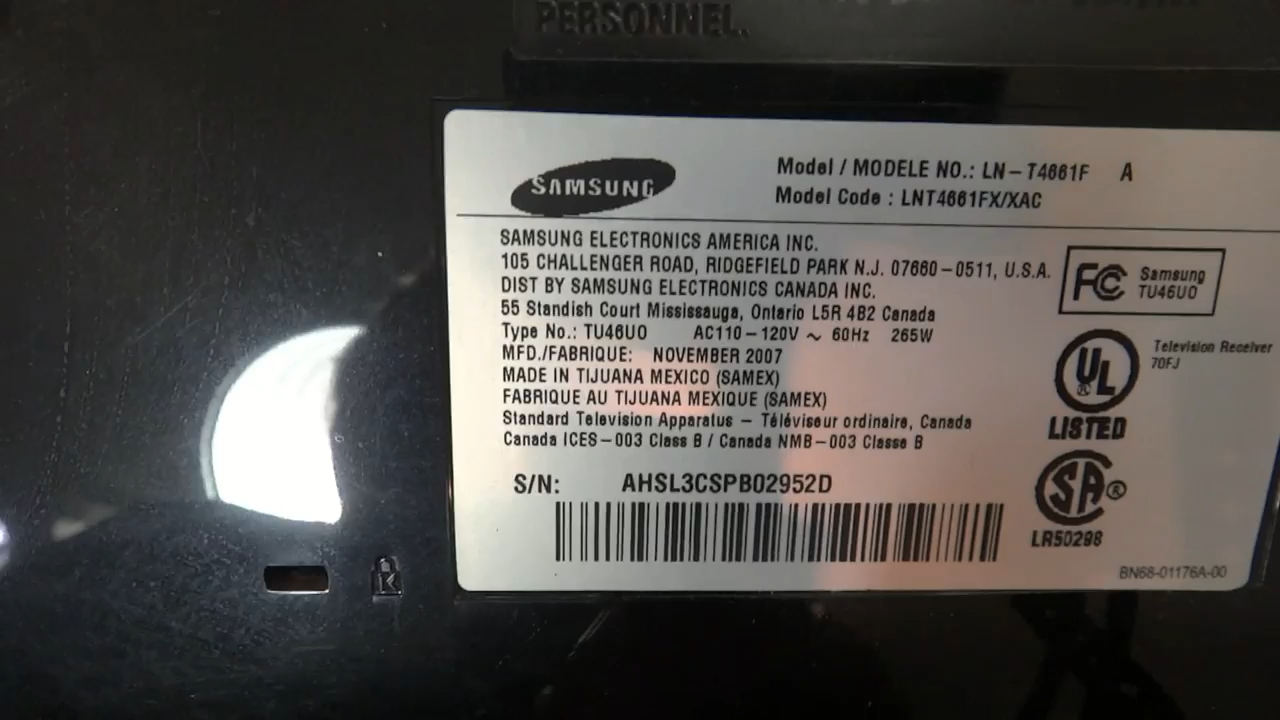 PERSONNEL.
SAMSUNG
Model / MODELE NO.: LN-T4661F A
Model Code : LNT4661FX/XAC
SAMSUNG ELECTRONICS AMERICA INC.
105 CHALLENGER ROAD, RIDGEFIELD PARK N.J. 07660-0511, U.S.A.
DIST BY SAMSUNG ELECTRONICS CANADA INC.
55 Standish Court Mississauga, Ontario L5R 4B2 Canada
Type No.: TU46U0 AC110-120V ~ 60Hz 265W
MFD./FABRIQUE: NOVEMBER 2007
MADE IN TIJUANA MEXICO (SAMEX)
FABRIQUE AU TIJUANA MEXIQUE (SAMEX)
Standard Television Apparatus - Téléviseur ordinaire, Canada
Canada ICES-003 Class B / Canada NMB-003 Classe B
S/N: AHSL3CSPB02952D
FC Samsung
TU46U0
UL ®
Television Receiver
70FJ
LISTED
SA ®
LR50298
BN68-01176A-00
K